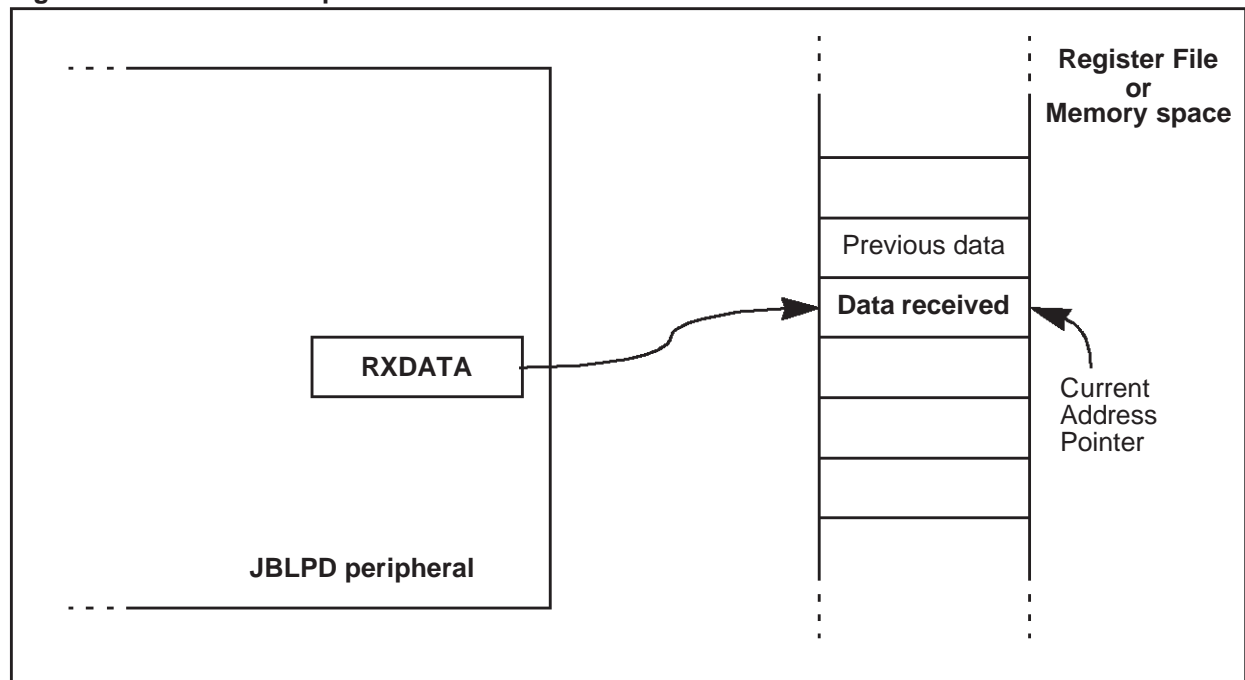 Register File
or
Memory space
Previous data
Data received
RXDATA
Current
Address
Pointer
JBLPD peripheral